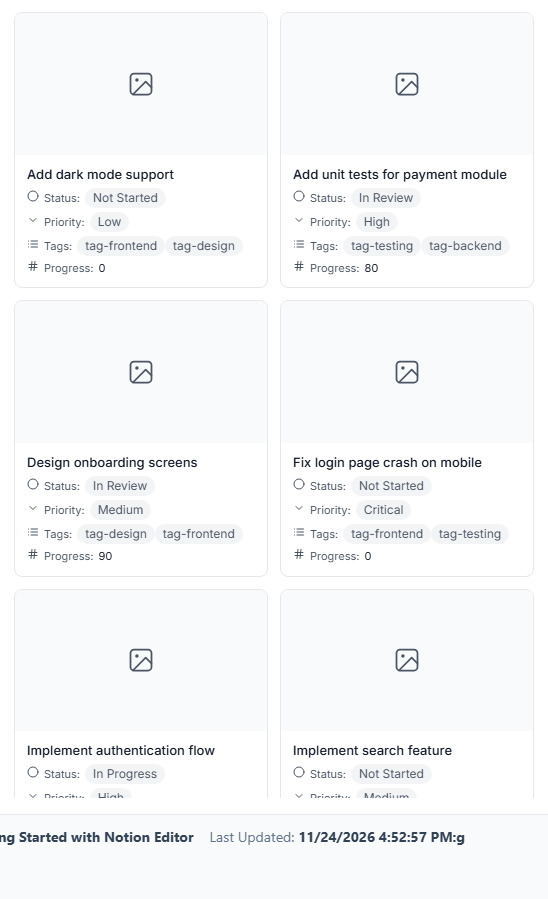 Add dark mode support
Status: Not Started
Priority: Low
Tags: tag-frontend tag-design
# Progress: 0
Add unit tests for payment module
Status: In Review
Priority: High
Tags: tag-testing tag-backend
# Progress: 80
Design onboarding screens
Status: In Review
Priority: Medium
Tags: tag-design tag-frontend
# Progress: 90
Fix login page crash on mobile
Status: Not Started
Priority: Critical
Tags: tag-frontend tag-testing
# Progress: 0
Implement authentication flow
Status: In Progress
Priority: High
Implement search feature
Status: Not Started
Priority: Medium
ng Started with Notion Editor Last Updated: 11/24/2026 4:52:57 PM:g